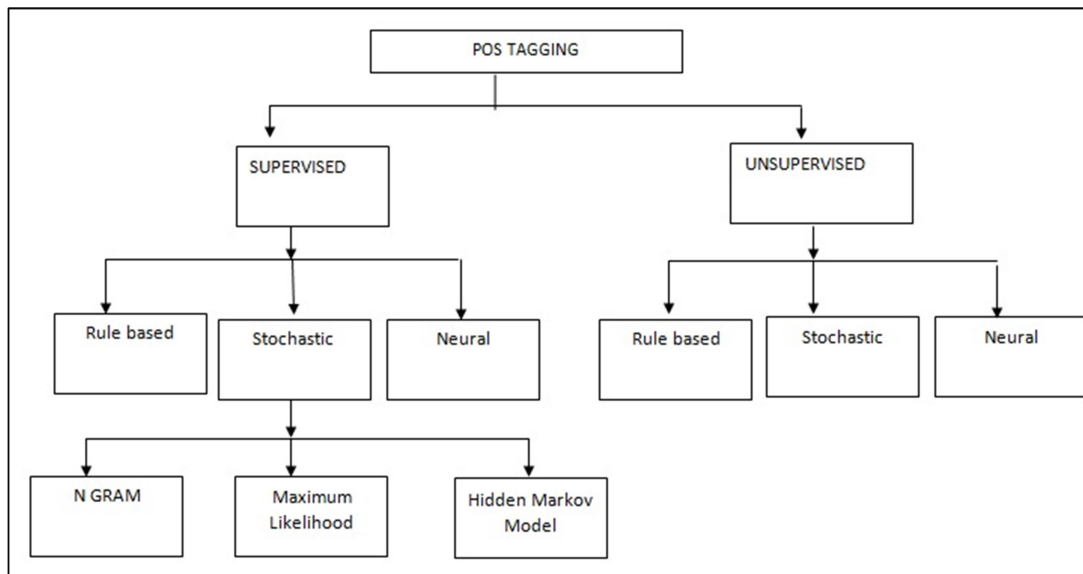 POS TAGGING
SUPERVISED
UNSUPERVISED
Rule based
Stochastic
Neural
Rule based
Stochastic
Neural
N GRAM
Maximum
Likelihood
Hidden Markov
Model